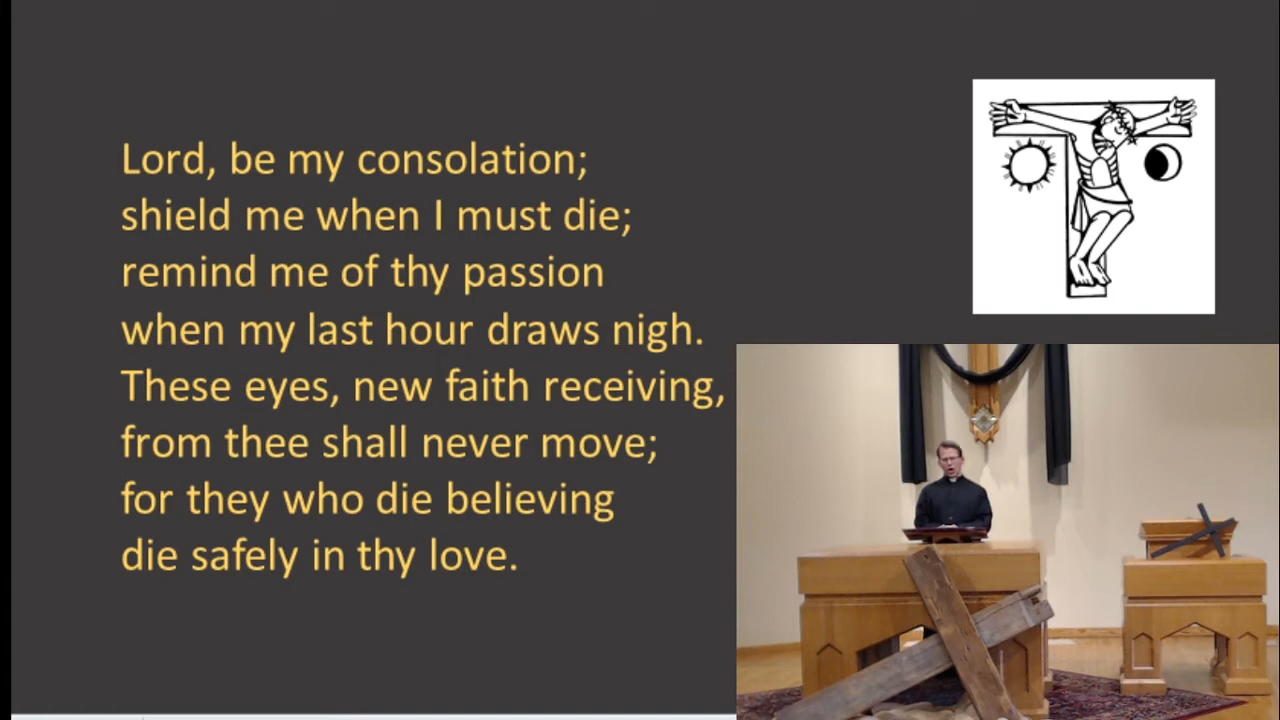 Lord, be my consolation;
shield me when I must die;
remind me of thy passion
when my last hour draws nigh.
These eyes, new faith receiving,
from thee shall never move;
for they who die believing
die safely in thy love.